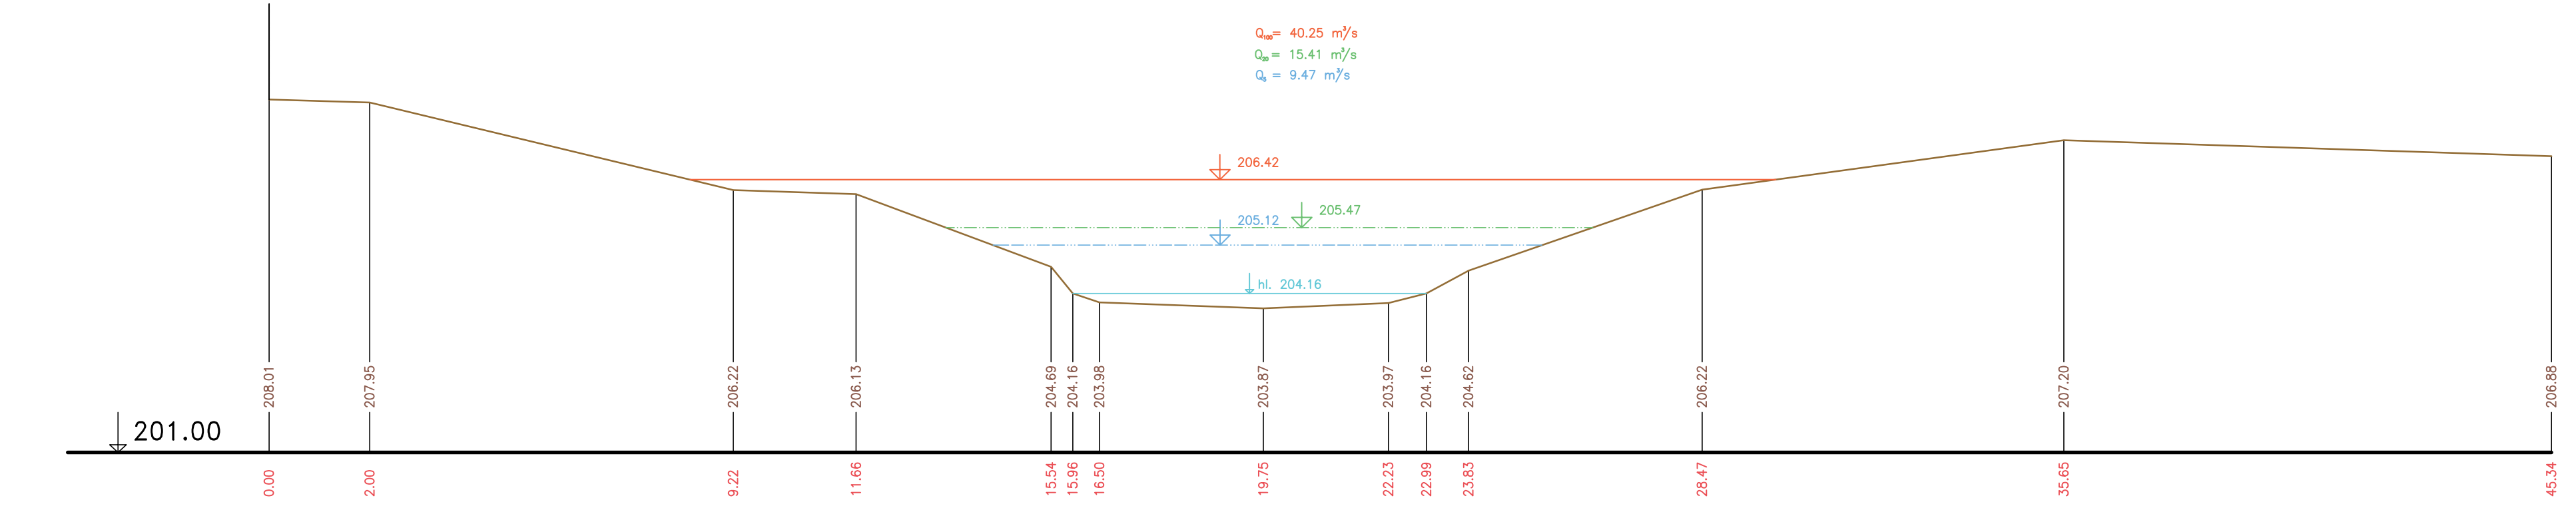 Q₁₀₀= 40.25 m³/s
Q₂₀= 15.41 m³/s
Q₅ = 9.47 m³/s
206.42
205.47
205.12
hl. 204.16
208.01 207.95 206.22 206.13 204.69 204.16 203.98 203.87 203.97 204.16 204.62 206.22 207.20 206.88
201.00
0.00 2.00 9.22 11.66 15.54 15.96 16.50 19.75 22.23 22.99 23.83 28.47 35.65 45.34